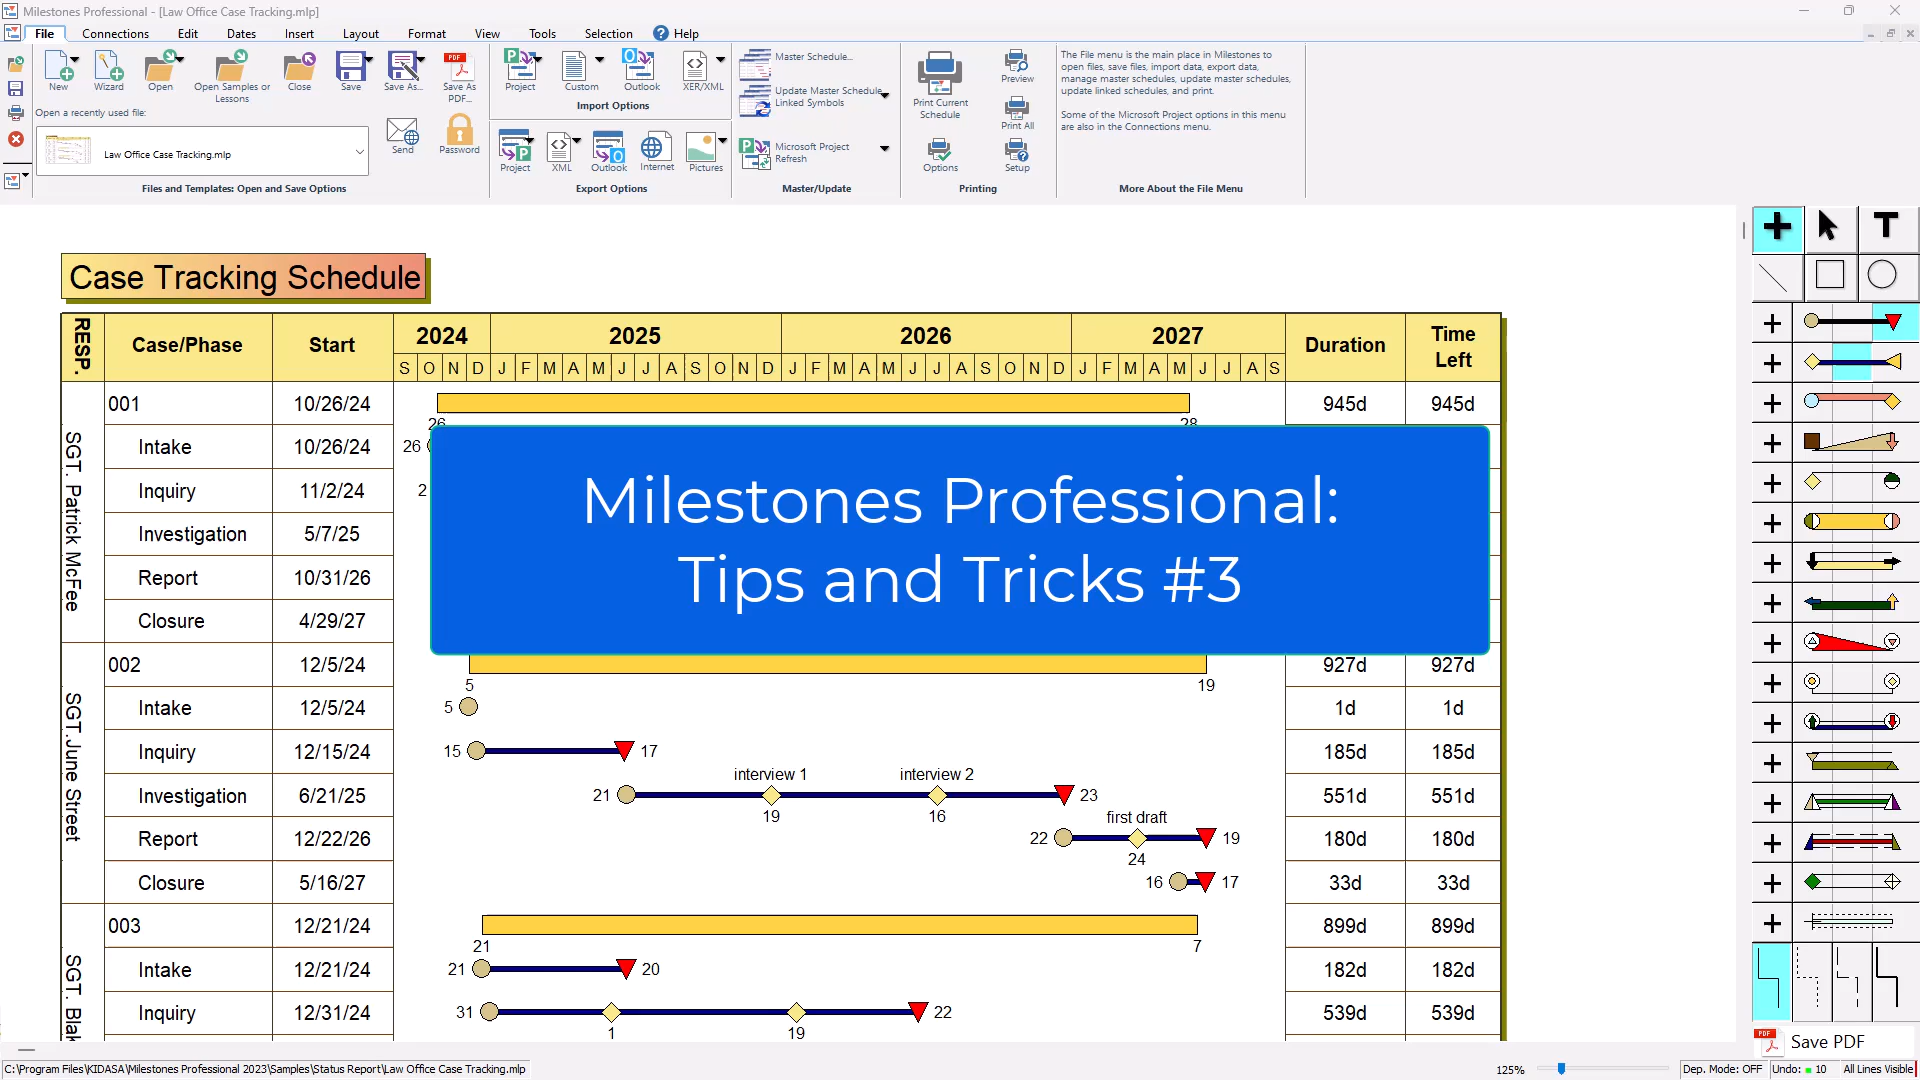 Milestones Professional - [Law Office Case Tracking.mlp]
File Connections Edit Dates Insert Layout Format View Tools Selection ? Help
New Wizard Open Open Samples or Lessons Close Save Save As... PDF Save As PDF...
Open a recently used file:
Law Office Case Tracking.mlp
Send Password
Files and Templates: Open and Save Options
Project Custom Outlook XER/XML
Import Options
Project XML Outlook Internet Pictures
Export Options
Master Schedule...
Update Master Schedule
Linked Symbols
Microsoft Project
Refresh
Master/Update
Print Current
Schedule
Preview
Print All
Options Setup
Printing
The File menu is the main place in Milestones to
open files, save files, import data, export data,
manage master schedules, update master schedules,
update linked schedules, and print.
Some of the Microsoft Project options in this menu
are also in the Connections menu.
More About the File Menu
T
Case Tracking Schedule
RESP. Case/Phase Start 2024 2025 2026 2027 Duration Time Left
S O N D J F M A M J J A S O N D J F M A M J J A S O N D J F M A M J J A S
SGT. Patrick McFee
001 10/26/24 26 28 945d 945d
Intake 10/26/24 26
Inquiry 11/2/24 2
Investigation 5/7/25
Report 10/31/26
Closure 4/29/27
Milestones Professional:
Tips and Tricks #3
SGT.June Street
002 12/5/24 5 19 927d 927d
Intake 12/5/24 5 1d 1d
Inquiry 12/15/24 15 17 185d 185d
interview 1 interview 2
Investigation 6/21/25 21 19 16 23 551d 551d
first draft
Report 12/22/26 22 24 19 180d 180d
Closure 5/16/27 16 17 33d 33d
SGT. Blak
003 12/21/24 21 7 899d 899d
Intake 12/21/24 21 20 182d 182d
Inquiry 12/31/24 31 1 19 22 539d 539d
PDF Save PDF
C:\Program Files\KIDASA\Milestones Professional 2023\Samples\Status Report\Law Office Case Tracking.mlp
125% Dep. Mode: OFF Undo: 10 All Lines Visible